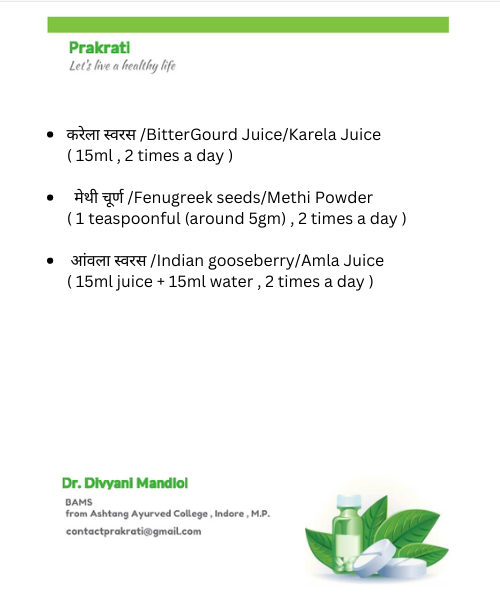 Prakrati
Let's live a healthy life
• करेला स्वरस /BitterGourd Juice/Karela Juice
( 15ml , 2 times a day )
• मेथी चूर्ण /Fenugreek seeds/Methi Powder
( 1 teaspoonful (around 5gm) , 2 times a day )
• आंवला स्वरस /Indian gooseberry/Amla Juice
( 15ml juice + 15ml water , 2 times a day )
Dr. Divyani Mandloi
BAMS
from Ashtang Ayurved College , Indore , M.P.
contactprakrati@gmail.com